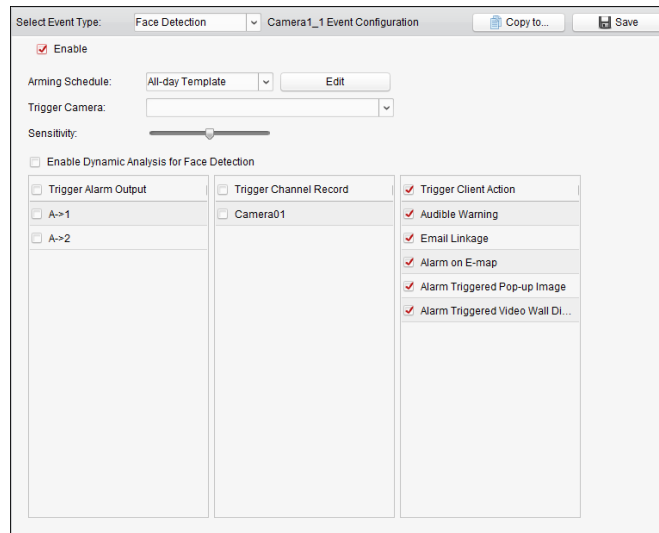 Select Event Type: Face Detection Camera1_1 Event Configuration Copy to... Save
Enable
Arming Schedule: All-day Template Edit
Trigger Camera:
Sensitivity:
Enable Dynamic Analysis for Face Detection
Trigger Alarm Output Trigger Channel Record Trigger Client Action
A->1 Camera01 Audible Warning
A->2 Email Linkage
Alarm on E-map
Alarm Triggered Pop-up Image
Alarm Triggered Video Wall Di...